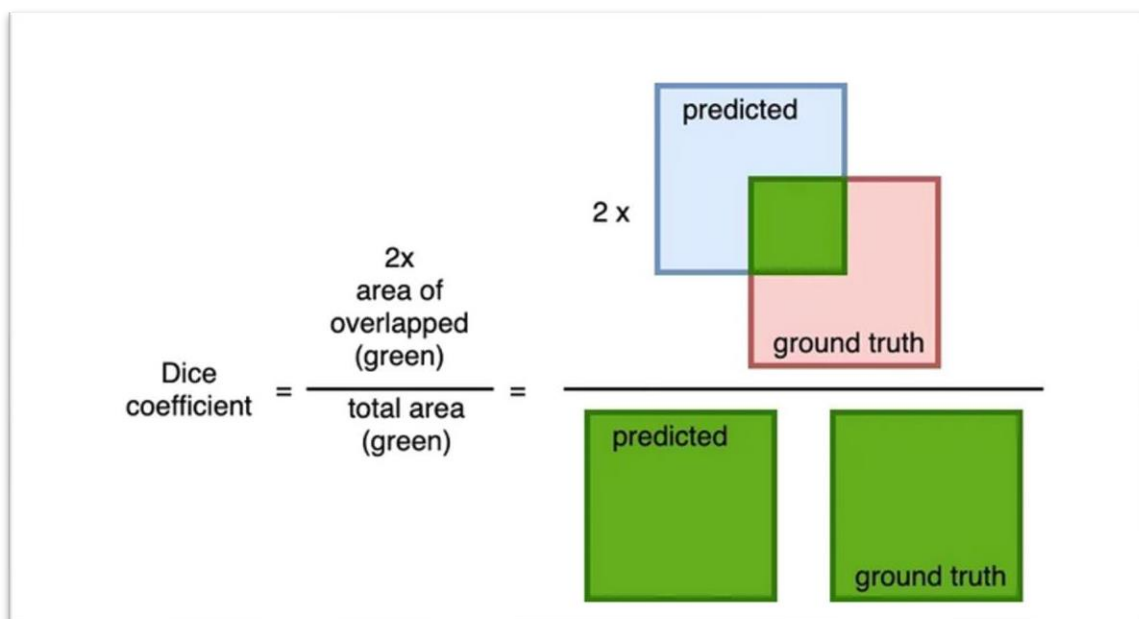 Dice
coefficient
=
2x
area of
overlapped
(green)
total area
(green)
=
2 x
predicted
ground truth
predicted
ground truth